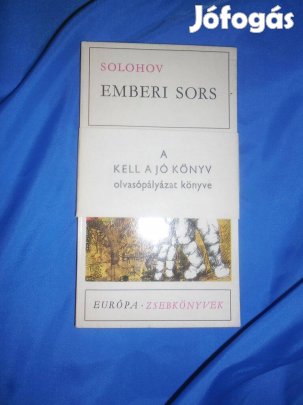 Jófogás
SOLOHOV
EMBERI SORS
A
KELL A JÓ KÖNYV
olvasópályázat könyve
EURÓPA · ZSEBKÖNYVEK